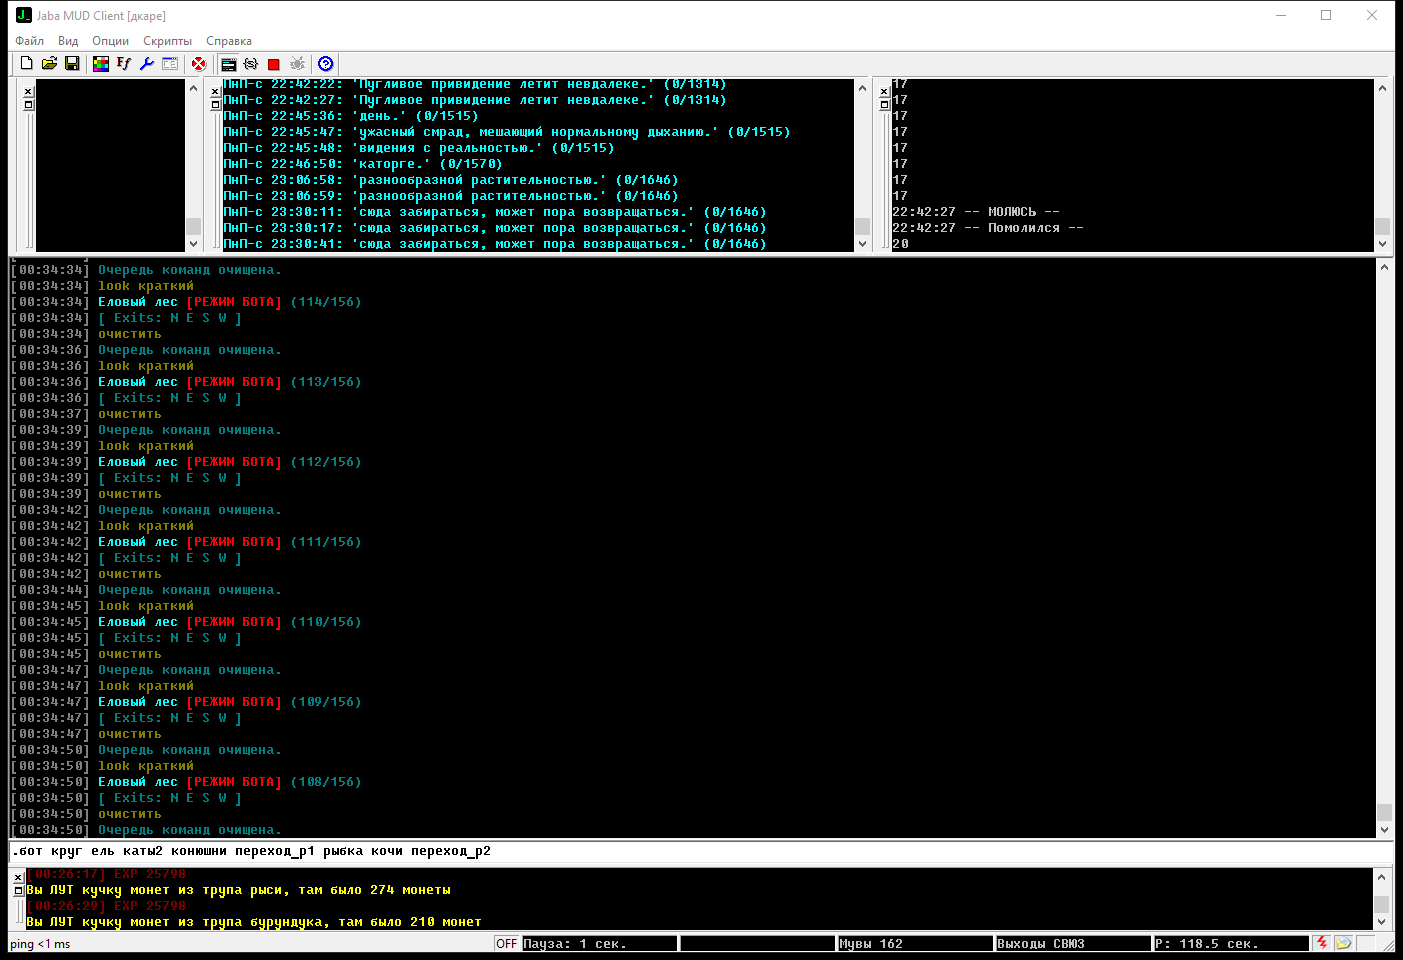 Jaba MUD Client [дкаре]
Файл Вид Опции Скрипты Справка
ПнП-с 22:42:22: 'Пугливое привидение летит невдалеке.' (0/1314)
ПнП-с 22:42:27: 'Пугливое привидение летит невдалеке.' (0/1314)
ПнП-с 22:45:36: 'день.' (0/1515)
ПнП-с 22:45:47: 'ужасный смрад, мешающий нормальному дыханию.' (0/1515)
ПнП-с 22:45:48: 'видения с реальностью.' (0/1515)
ПнП-с 22:46:50: 'каторге.' (0/1570)
ПнП-с 23:06:58: 'разнообразной растительностью.' (0/1646)
ПнП-с 23:06:59: 'разнообразной растительностью.' (0/1646)
ПнП-с 23:30:11: 'сюда забираться, может пора возвращаться.' (0/1646)
ПнП-с 23:30:17: 'сюда забираться, может пора возвращаться.' (0/1646)
ПнП-с 23:30:41: 'сюда забираться, может пора возвращаться.' (0/1646)
17
17
17
17
17
17
17
17
22:42:27 -- МОЛЮСЬ --
22:42:27 -- Помолился --
20
[00:34:34] Очередь команд очищена.
[00:34:34] look краткий
[00:34:34] Еловый лес [РЕЖИМ БОТА] (114/156)
[00:34:34] [ Exits: N E S W ]
[00:34:34] очистить
[00:34:36] Очередь команд очищена.
[00:34:36] look краткий
[00:34:36] Еловый лес [РЕЖИМ БОТА] (113/156)
[00:34:36] [ Exits: N E S W ]
[00:34:37] очистить
[00:34:39] Очередь команд очищена.
[00:34:39] look краткий
[00:34:39] Еловый лес [РЕЖИМ БОТА] (112/156)
[00:34:39] [ Exits: N E S W ]
[00:34:39] очистить
[00:34:42] Очередь команд очищена.
[00:34:42] look краткий
[00:34:42] Еловый лес [РЕЖИМ БОТА] (111/156)
[00:34:42] [ Exits: N E S W ]
[00:34:42] очистить
[00:34:44] Очередь команд очищена.
[00:34:45] look краткий
[00:34:45] Еловый лес [РЕЖИМ БОТА] (110/156)
[00:34:45] [ Exits: N E S W ]
[00:34:45] очистить
[00:34:47] Очередь команд очищена.
[00:34:47] look краткий
[00:34:47] Еловый лес [РЕЖИМ БОТА] (109/156)
[00:34:47] [ Exits: N E S W ]
[00:34:47] очистить
[00:34:50] Очередь команд очищена.
[00:34:50] look краткий
[00:34:50] Еловый лес [РЕЖИМ БОТА] (108/156)
[00:34:50] [ Exits: N E S W ]
[00:34:50] очистить
[00:34:50] Очередь команд очищена.
.бот круг ель каты2 конюшни переход_р1 рыбка кочи переход_р2
[00:26:17] EXP 25798
Вы ЛУТ кучку монет из трупа рыси, там было 274 монеты
[00:26:29] EXP 25798
Вы ЛУТ кучку монет из трупа бурундука, там было 210 монет
ping <1 ms OFF Пауза: 1 сек. Мувы 162 Выходы СВЮЗ Р: 118.5 сек.